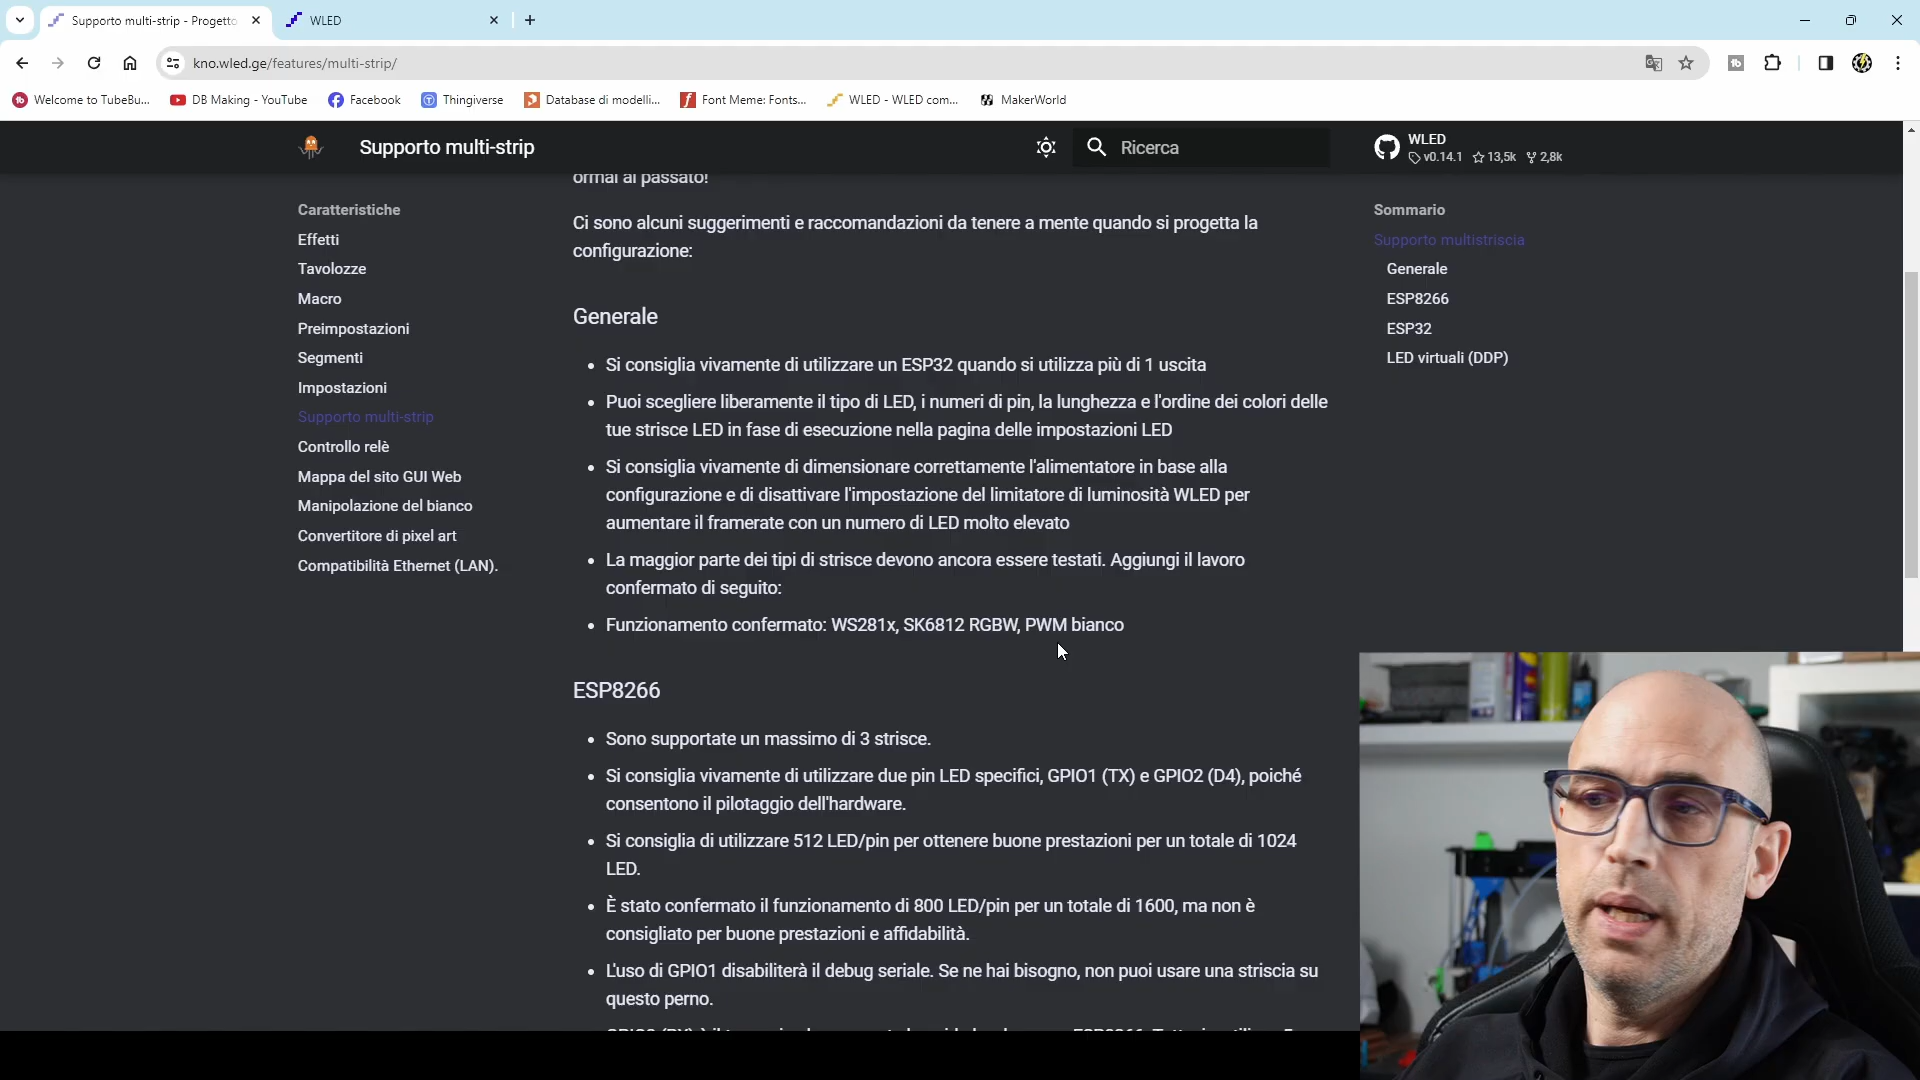 Supporto multi-strip - Progetto
WLED
kno.wled.ge/features/multi-strip/
Welcome to TubeBu...
DB Making - YouTube
Facebook
Thingiverse
Database di modelli...
Font Meme: Fonts...
WLED - WLED com...
MakerWorld
Supporto multi-strip
Ricerca
WLED
v0.14.1 13,5k 2,8k
Caratteristiche
Effetti
Tavolozze
Macro
Preimpostazioni
Segmenti
Impostazioni
Supporto multi-strip
Controllo relè
Mappa del sito GUI Web
Manipolazione del bianco
Convertitore di pixel art
Compatibilità Ethernet (LAN).
ormai al passato!
Ci sono alcuni suggerimenti e raccomandazioni da tenere a mente quando si progetta la
configurazione:
Generale
• Si consiglia vivamente di utilizzare un ESP32 quando si utilizza più di 1 uscita
• Puoi scegliere liberamente il tipo di LED, i numeri di pin, la lunghezza e l'ordine dei colori delle
tue strisce LED in fase di esecuzione nella pagina delle impostazioni LED
• Si consiglia vivamente di dimensionare correttamente l'alimentatore in base alla
configurazione e di disattivare l'impostazione del limitatore di luminosità WLED per
aumentare il framerate con un numero di LED molto elevato
• La maggior parte dei tipi di strisce devono ancora essere testati. Aggiungi il lavoro
confermato di seguito:
• Funzionamento confermato: WS281x, SK6812 RGBW, PWM bianco
ESP8266
• Sono supportate un massimo di 3 strisce.
• Si consiglia vivamente di utilizzare due pin LED specifici, GPIO1 (TX) e GPIO2 (D4), poiché
consentono il pilotaggio dell'hardware.
• Si consiglia di utilizzare 512 LED/pin per ottenere buone prestazioni per un totale di 1024
LED.
• È stato confermato il funzionamento di 800 LED/pin per un totale di 1600, ma non è
consigliato per buone prestazioni e affidabilità.
• L'uso di GPIO1 disabiliterà il debug seriale. Se ne hai bisogno, non puoi usare una striscia su
questo perno.
Sommario
Supporto multistriscia
Generale
ESP8266
ESP32
LED virtuali (DDP)